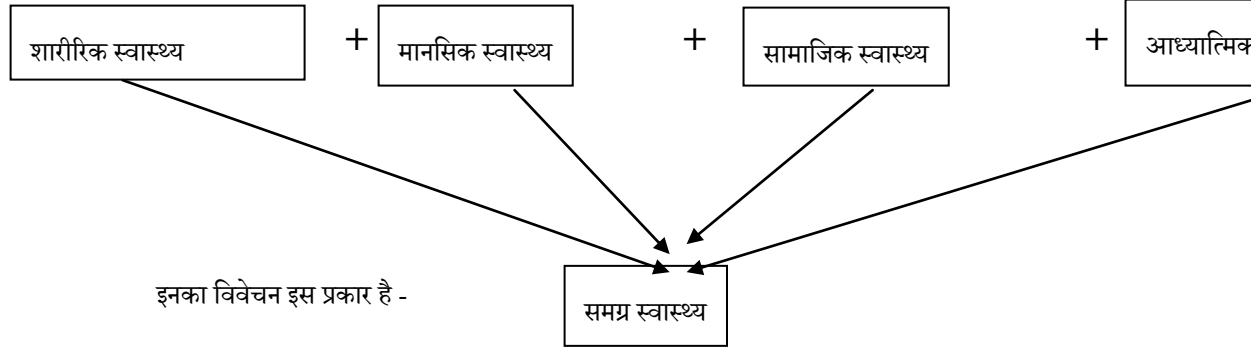 शारीरिक स्वास्थ्य + मानसिक स्वास्थ्य + सामाजिक स्वास्थ्य + आध्यात्मिक
इनका विवेचन इस प्रकार है -
समग्र स्वास्थ्य